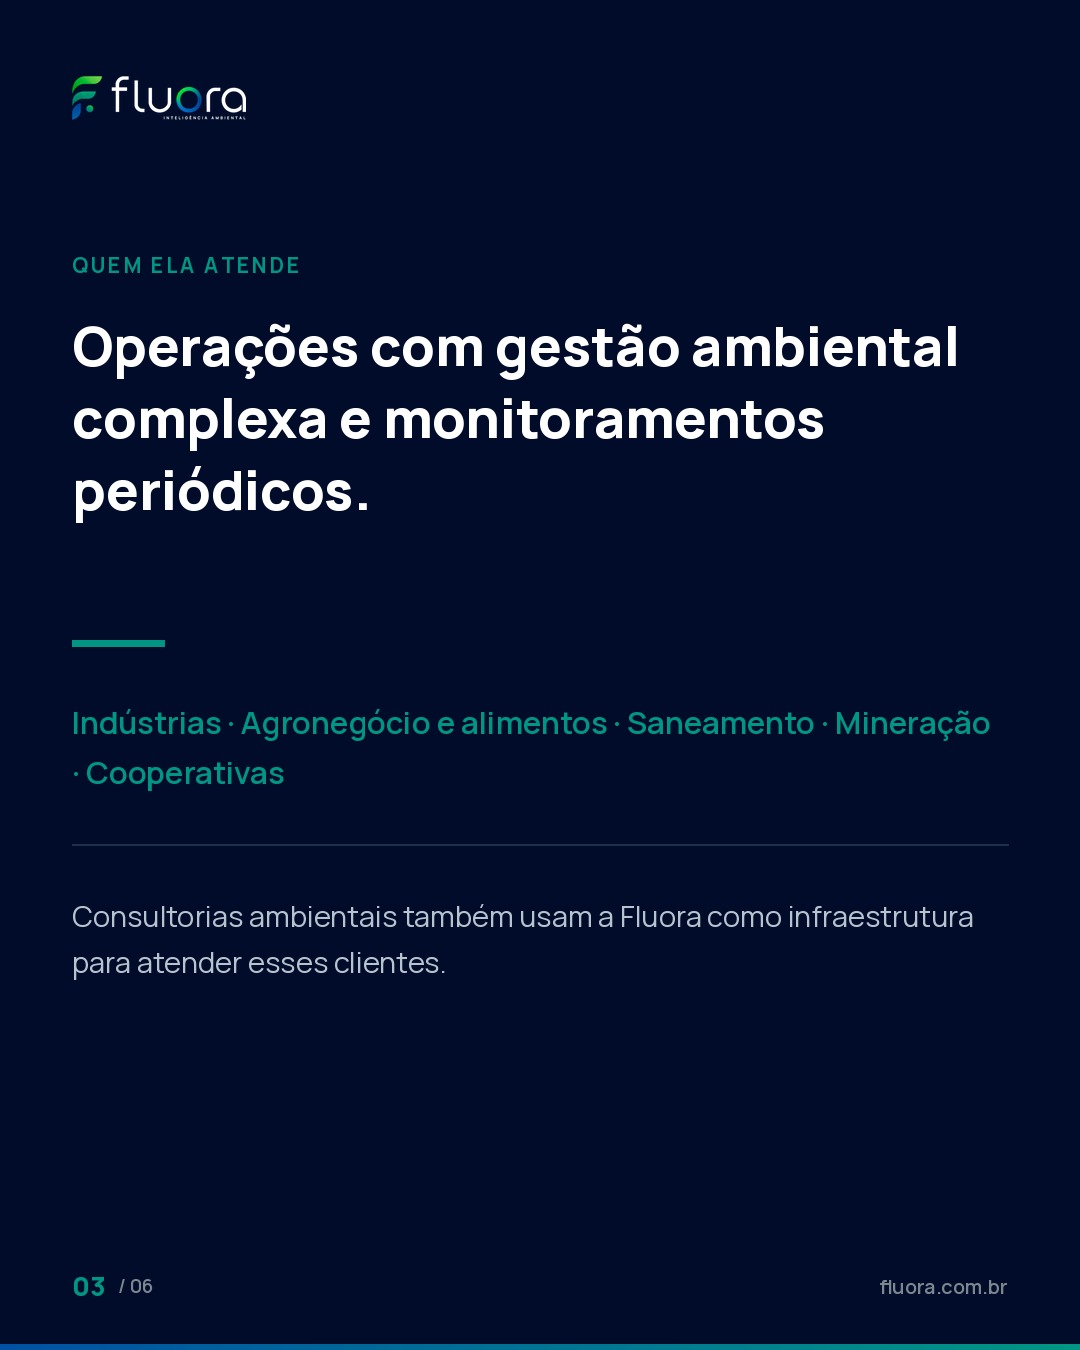 fluora
INTELIGÊNCIA AMBIENTAL
QUEM ELA ATENDE
Operações com gestão ambiental
complexa e monitoramentos
periódicos.
Indústrias · Agronegócio e alimentos · Saneamento · Mineração
· Cooperativas
Consultorias ambientais também usam a Fluora como infraestrutura
para atender esses clientes.
03 / 06
fluora.com.br